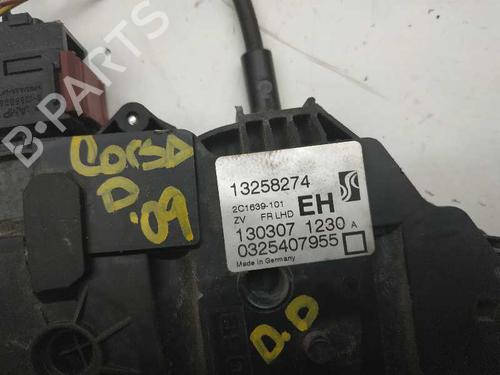 B-PARTS
CORSA
D
'09
13258274
2C1639-101
EH
ZV FR LHD
130307 1230 A
0325407955
Made in Germany
D.D